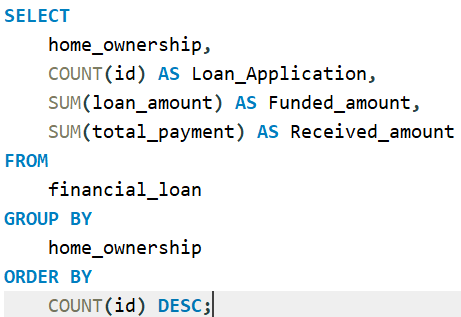 SELECT
    home_ownership,
    COUNT(id) AS Loan_Application,
    SUM(loan_amount) AS Funded_amount,
    SUM(total_payment) AS Received_amount
FROM
    financial_loan
GROUP BY
    home_ownership
ORDER BY
    COUNT(id) DESC;